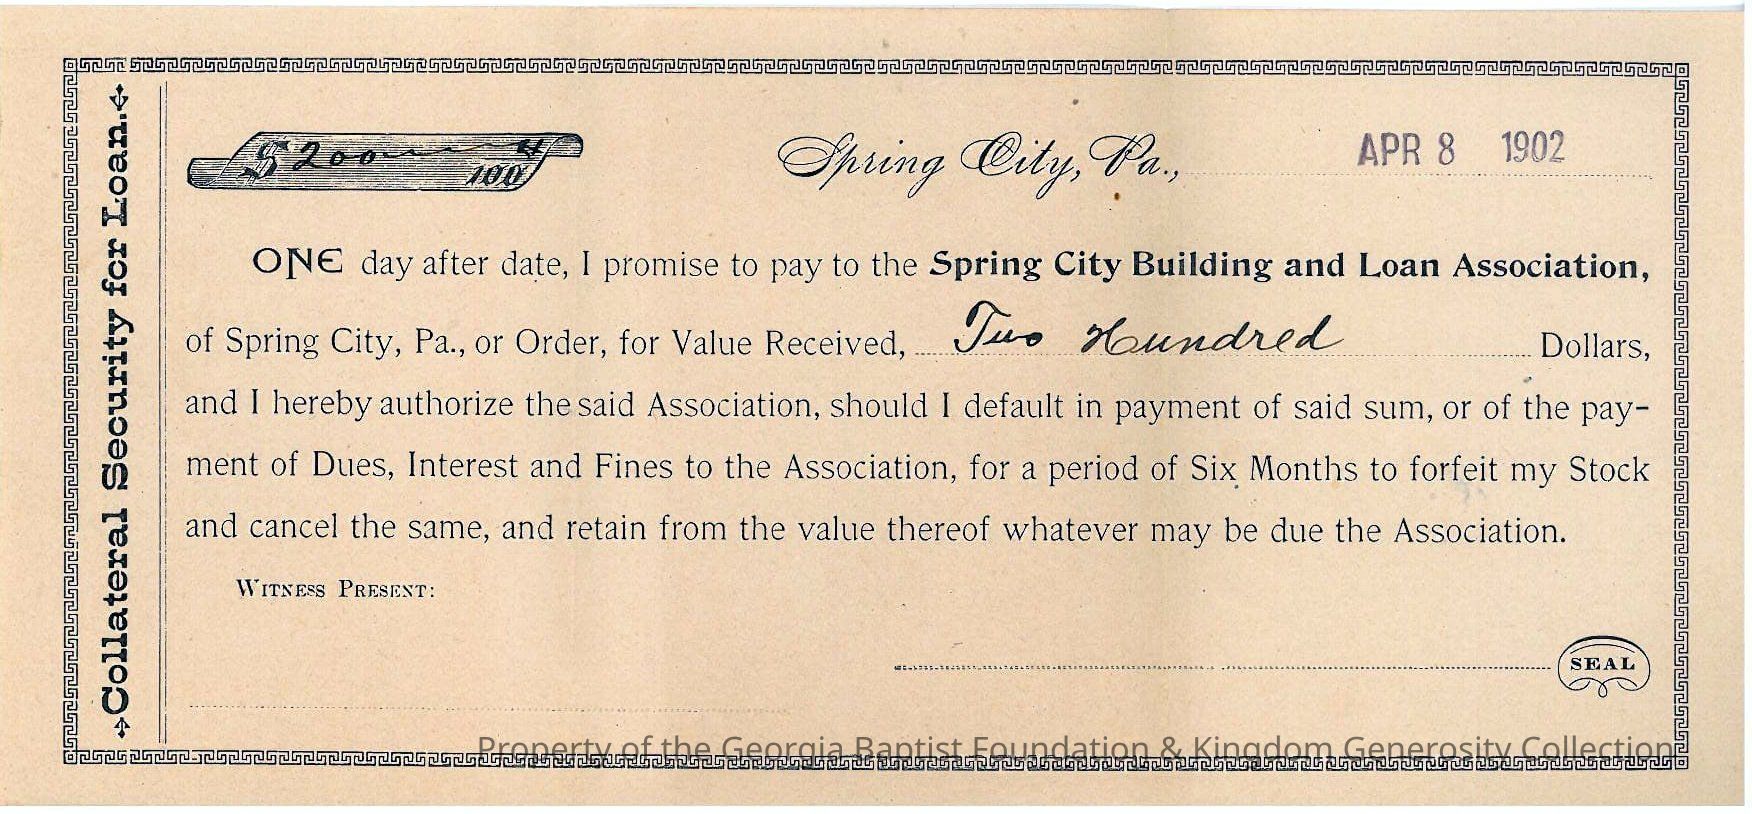 Collateral Security for Loan.
$ 200 100
Spring City, Pa., APR 8 1902
ONE day after date, I promise to pay to the Spring City Building and Loan Association,
of Spring City, Pa., or Order, for Value Received, Two Hundred Dollars,
and I hereby authorize the said Association, should I default in payment of said sum, or of the pay-
ment of Dues, Interest and Fines to the Association, for a period of Six Months to forfeit my Stock
and cancel the same, and retain from the value thereof whatever may be due the Association.
WITNESS PRESENT:
SEAL
Property of the Georgia Baptist Foundation & Kingdom Generosity Collection